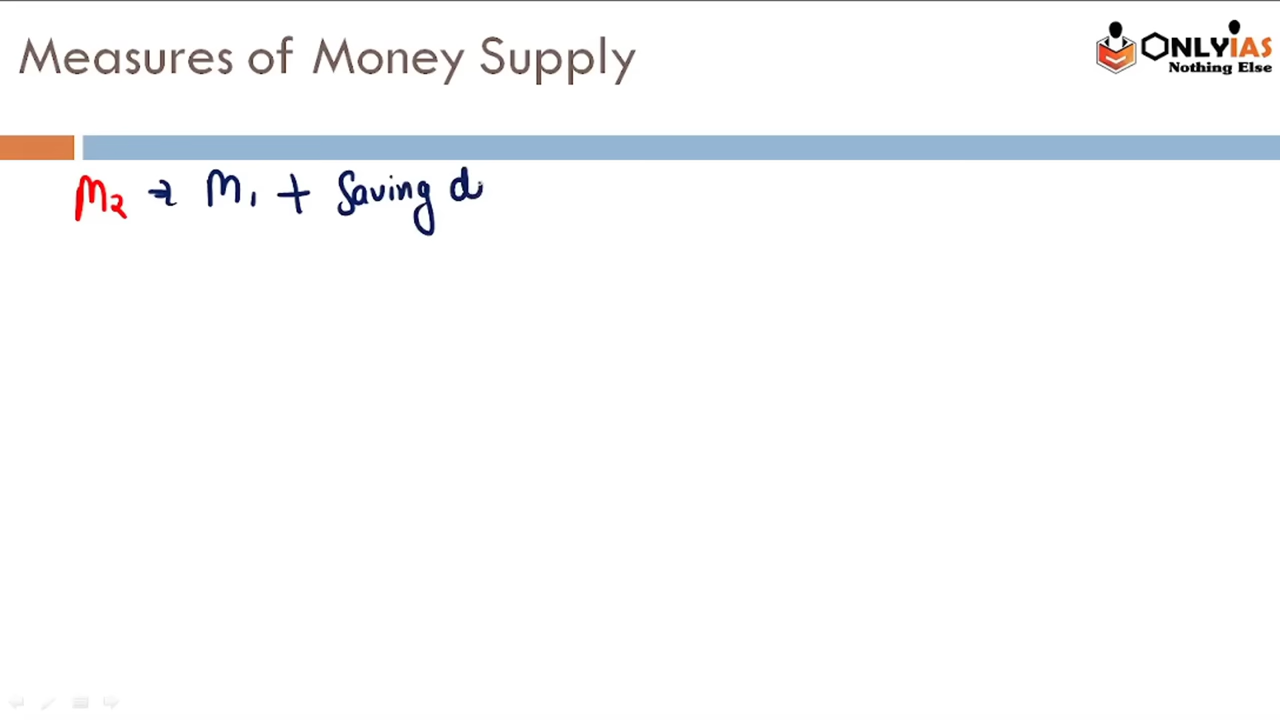 Measures of Money Supply
ONLYIAS
Nothing Else
M2 = M1 + Saving d